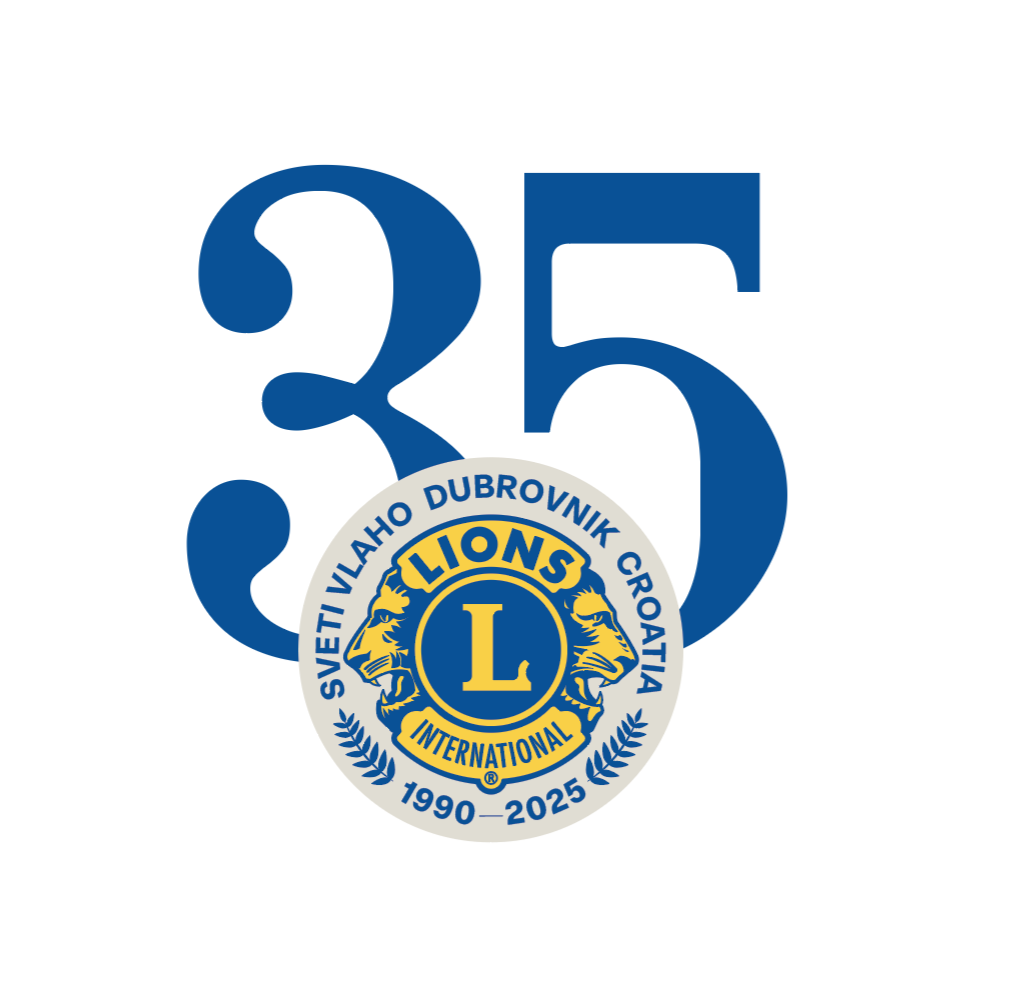 35
SVETI VLAHO DUBROVNIK CROATIA
LIONS
L
INTERNATIONAL
®
1990—2025